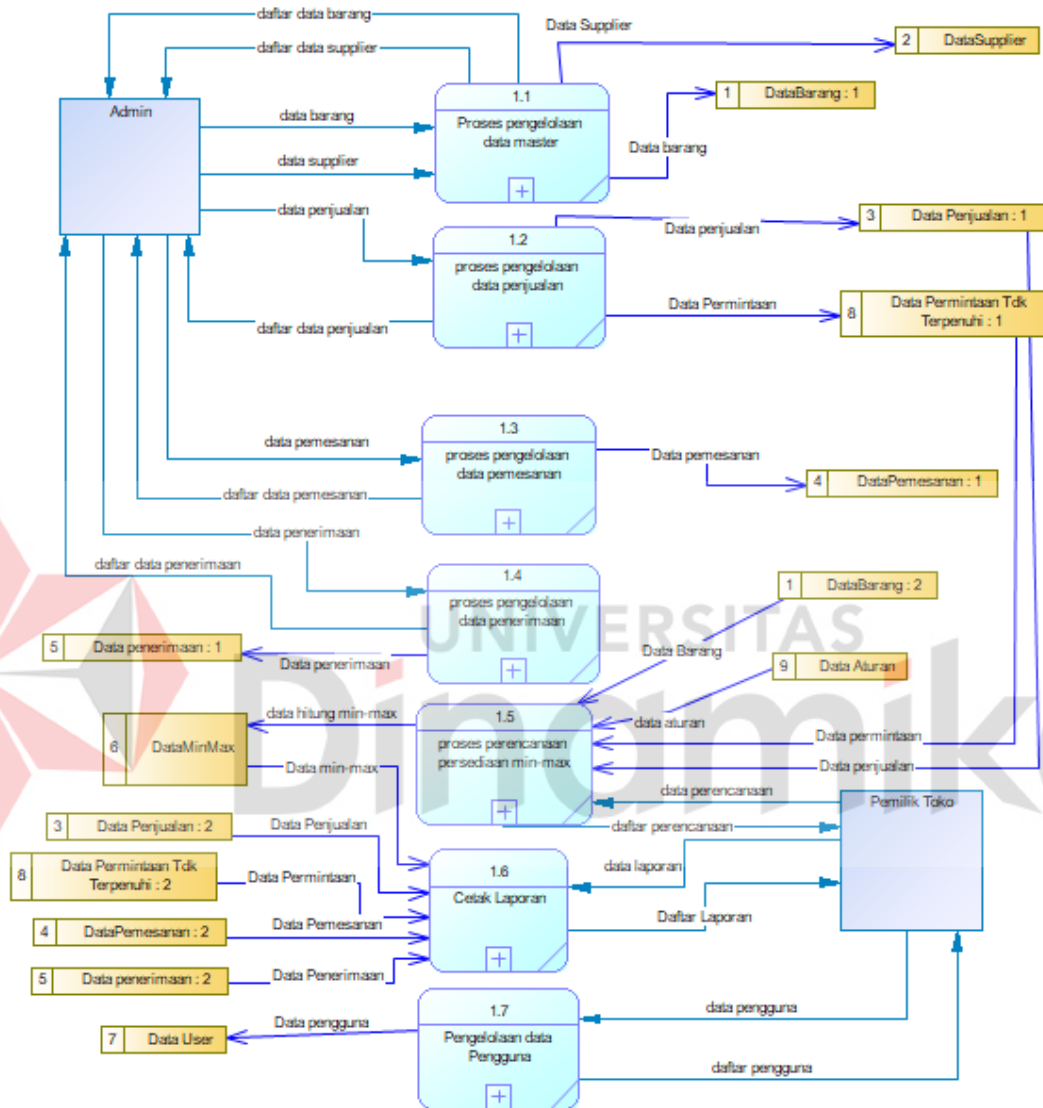 daftar data barang
daftar data supplier
Data Supplier
2 DataSupplier
Admin
1.1
Proses pengelolaan
data master
1 DataBarang : 1
data barang
Data barang
data supplier
data penjualan
1.2
proses pengelolaan
data penjualan
Data penjualan
3 Data Penjualan : 1
Data Permintaan
8 Data Permintaan Tdk
Terpenuhi : 1
daftar data penjualan
1.3
proses pengelolaan
data pemesanan
data pemesanan
Data pemesanan
4 DataPemesanan : 1
daftar data pemesanan
data penerimaan
daftar data penerimaan
1.4
proses pengelolaan
data penerimaan
1 DataBarang : 2
UNIVERSITAS
Dinamika
5 Data penerimaan : 1
Data penerimaan
Data Barang
9 Data Aturan
data hitung min-max
1.5
proses perencanaan
persediaan min-max
data aturan
6 DataMinMax
Data permintaan
Data min-max
Data penjualan
data perencanaan
Pemillik Toko
3 Data Penjualan : 2
Data Penjualan
daftar perencanaan
8 Data Permintaan Tdk
Terpenuhi : 2
Data Permintaan
1.6
Cetak Laporan
data laporan
4 DataPemesanan : 2
Data Pemesanan
Daftar Laporan
5 Data penerimaan : 2
Data Penerimaan
1.7
Pengelolaan data
Pengguna
data pengguna
7 Data User
Data pengguna
daftar pengguna